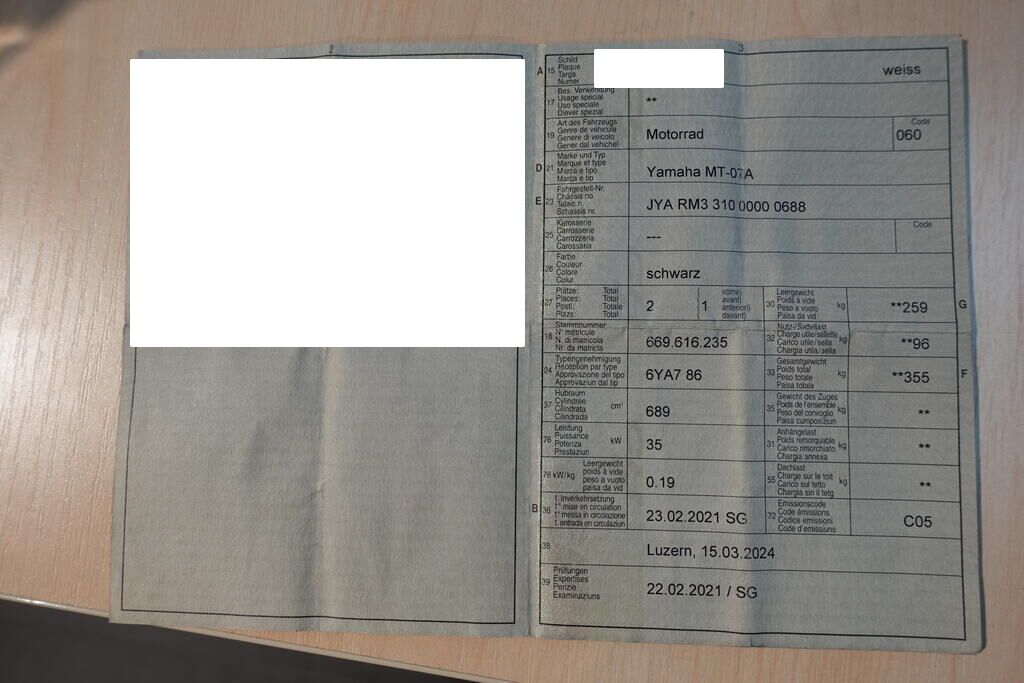 2
3
A 15 Schild
Plaque
Targa
Numer
weiss
17 Bes. Verwendung
Usage spécial
Uso speciale
Diever spezial
**
19 Art des Fahrzeugs
Genre de véhicule
Genere di veicolo
Gener dal vehichel
Motorrad
Code
060
D 21 Marke und Typ
Marque et type
Marca e tipo
Marca e tip
Yamaha MT-07A
E 23 Fahrgestell-Nr.
Châssis no
Telaio n.
Schassis nr.
JYA RM3 310 0000 0688
25 Karosserie
Carrosserie
Carrozzeria
Carossaria
---
Code
26 Farbe
Couleur
Colore
Colur
schwarz
27 Plätze: Total
Places: Total
Posti: Totale
Plaza: Total
2
1
vorne)
avant)
anteriori)
davant)
30 Leergewicht
Poids à vide
Peso a vuoto
Paisa da vid
kg
**259
G
18 Stammnummer
N° matricule
N. di matricola
Nr. da matricla
669.616.235
32 Nutz-/Sattellast
Charge utile/sellette
Carico utile/sella
Chargia utila/sella
kg
**96
24 Typengenehmigung
Réception par type
Approvazione del tipo
Approvaziun dal tip
6YA7 86
33 Gesamtgewicht
Poids total
Peso totale
Paisa totala
kg
**355
F
37 Hubraum
Cylindrée
Cilindrata
Cilindrada
cm³
689
35 Gewicht des Zuges
Poids de l'ensemble
Peso del convoglio
Paisa cumposiziun
kg
**
76 Leistung
Puissance
Potenza
Prestaziun
kW
35
31 Anhängelast
Poids remorquable
Carico rimorchiato
Chargia annexa
kg
**
78 kW/kg
Leergewicht
poids à vide
peso a vuoto
paisa da vid
0.19
55 Dachlast
Charge sur le toit
Carico sul tetto
Chargia sin il tetg
kg
**
B 36 1. Inverkehrsetzung
1re mise en circulation
1a messa in circolazione
1. entrada en circulaziun
23.02.2021 SG
72 Emissionscode
Code émissions
Codice emissioni
Code d'emissiuns
C05
38
Luzern, 15.03.2024
39 Prüfungen
Expertises
Perizie
Examinaziuns
22.02.2021 / SG